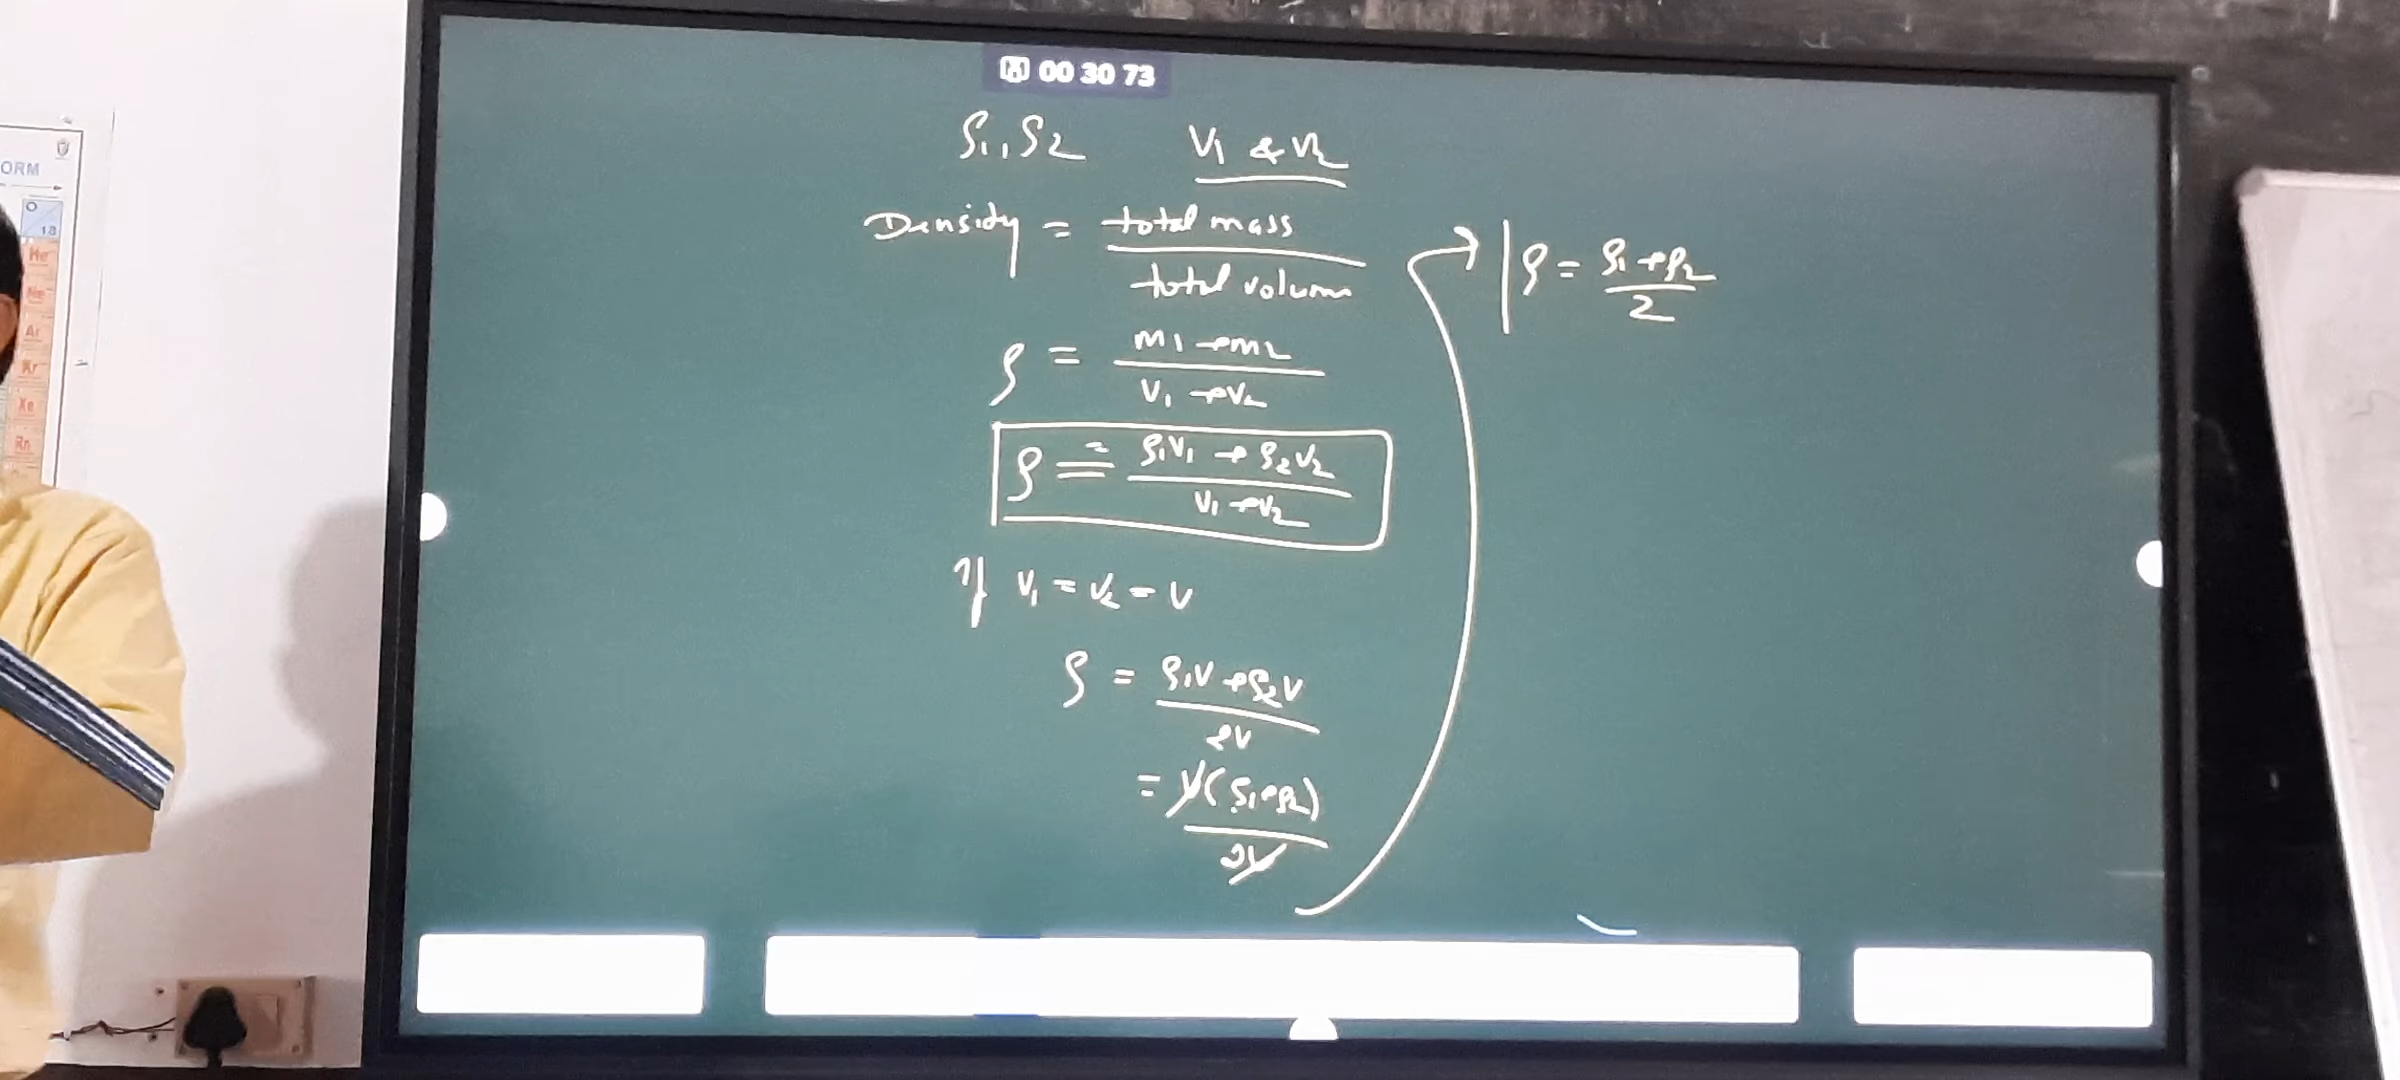 ORM
O
18
He
Ne
Ar
Kr
Xe
Rn
00 30 73
ρ1, ρ2 V1 & V2
Density = total mass / total volum
ρ = m1 + m2 / V1 + V2
ρ = = ρ1V1 + ρ2V2 / V1 + V2
If V1 = V2 = V
ρ = ρ1V + ρ2V / 2V
= V(ρ1 + ρ2) / 2V
ρ = ρ1 + ρ2 / 2